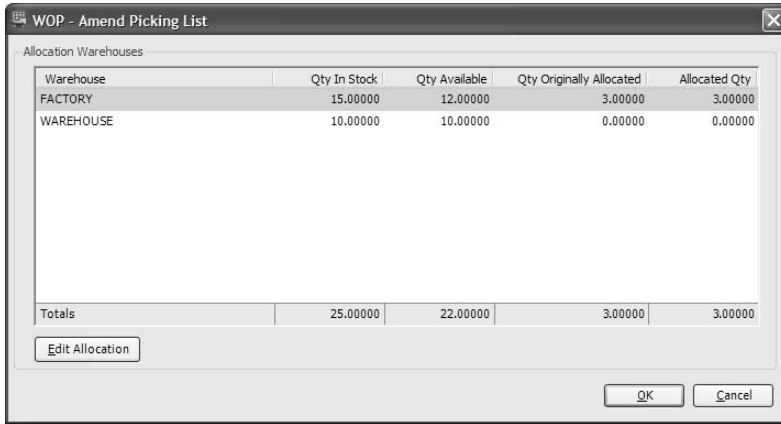 WOP - Amend Picking List
Allocation Warehouses
Warehouse Qty In Stock Qty Available Qty Originally Allocated Allocated Qty
FACTORY 15.00000 12.00000 3.00000 3.00000
WAREHOUSE 10.00000 10.00000 0.00000 0.00000
Totals 25.00000 22.00000 3.00000 3.00000
Edit Allocation
OK Cancel